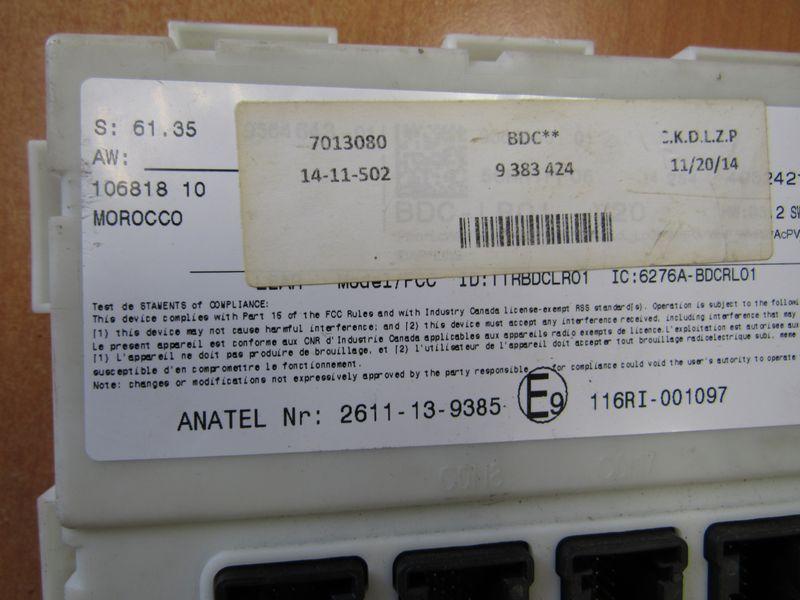 S: 61.35
AW:
106818 10
MOROCCO
7013080 BDC** C.K.D.L.Z.P
14-11-502 9 383 424 11/20/14
LEAR Model/FCC ID:TTRBDCLR01 IC:6276A-BDCRL01
Test de STAMENTS of COMPLIANCE:
This device complies with Part 15 of the FCC Rules and with Industry Canada license-exempt RSS standard(s). Operation is subject to the
(1) this device may not cause harmful interference; and (2) this device must accept any interference received, including interference that may
Le present appareil est conforme aux CNR d'Industrie Canada applicables aux appareils radio exempts de licence. L'exploitation est autorisee aux
(1) L'appareil ne doit pas produire de brouillage, et (2) l'utilisateur de l'appareil doit accepter tout brouillage radioelectrique subi, meme
susceptible d'en compromettre le fonctionnement.
Note: changes or modifications not expressively approved by the party responsible for compliance could void the user's authority to operate
ANATEL Nr: 2611-13-9385 E9 116RI-001097